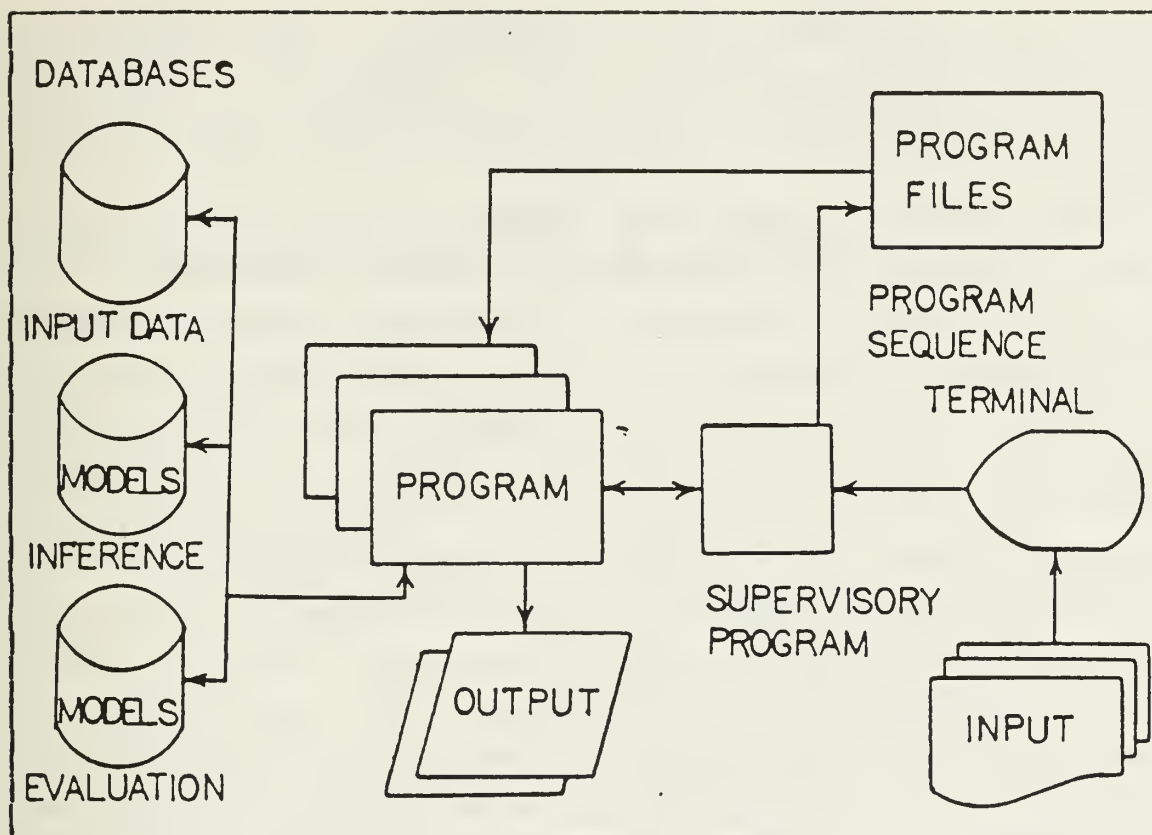 DATABASES
INPUT DATA
MODELS
INFERENCE
MODELS
EVALUATION
PROGRAM
OUTPUT
PROGRAM
FILES
PROGRAM
SEQUENCE
TERMINAL
SUPERVISORY
PROGRAM
INPUT